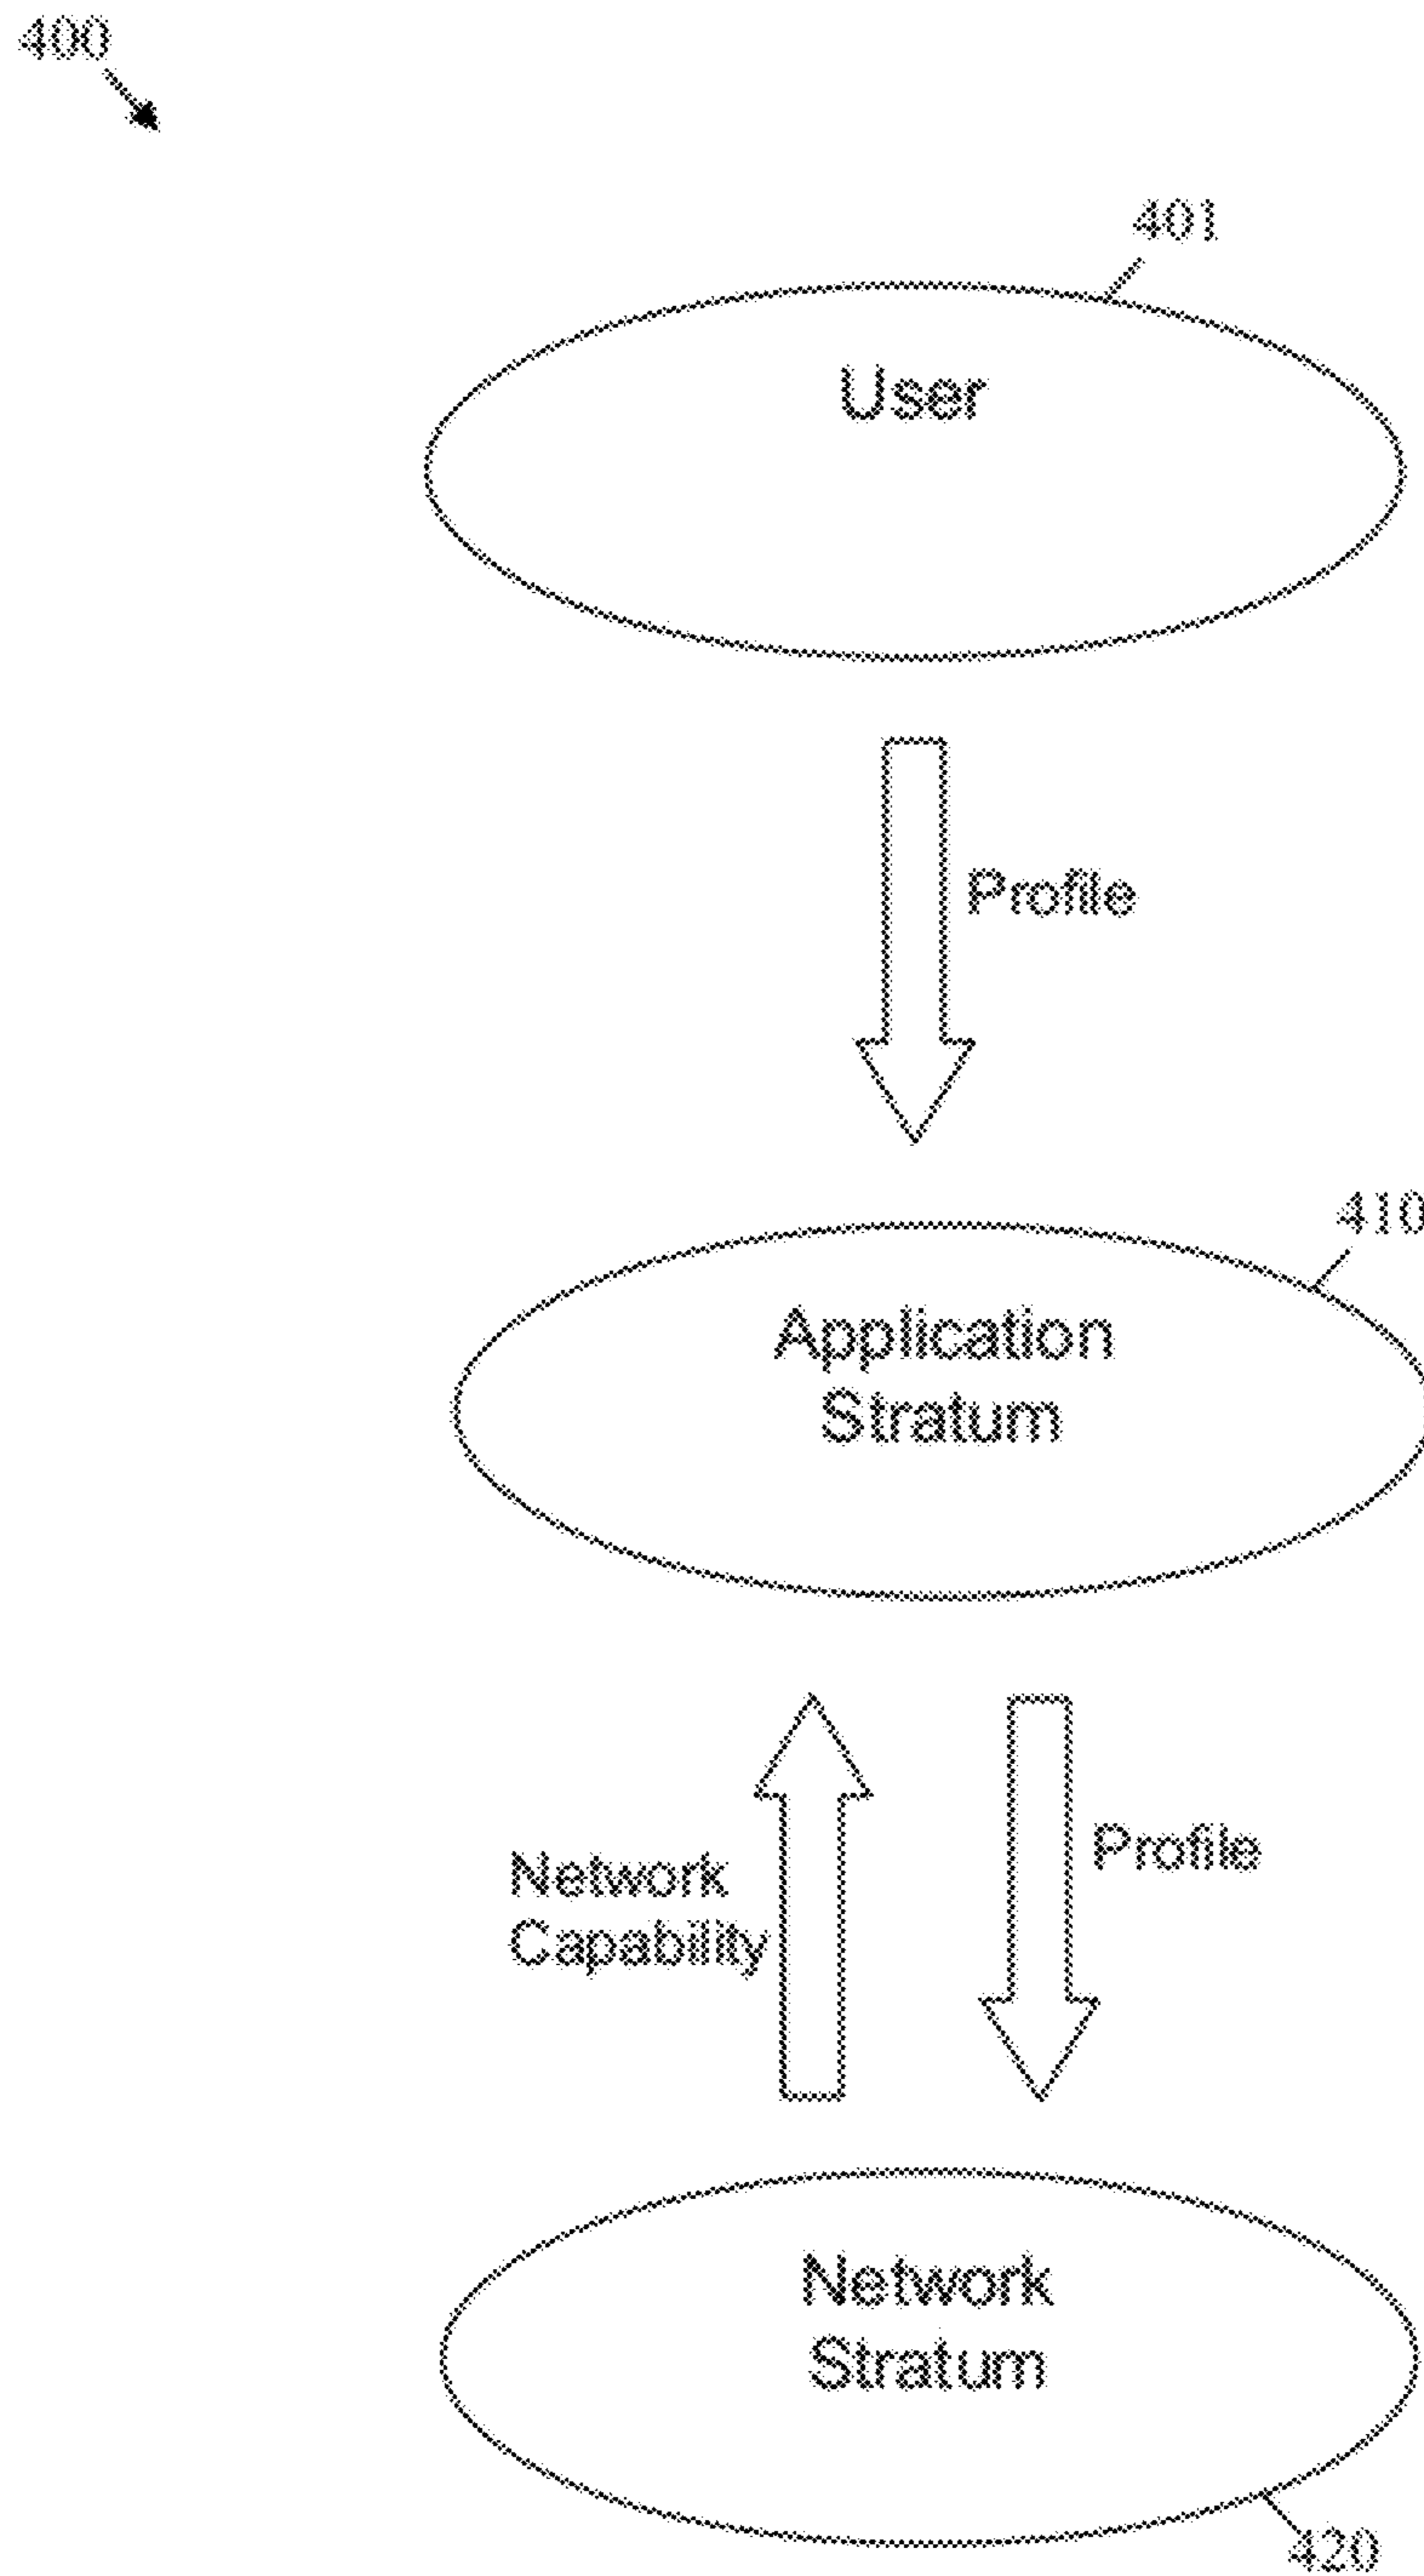 400
401
User
Profile
410
Application
Stratum
Network
Capability
Profile
Network
Stratum
420